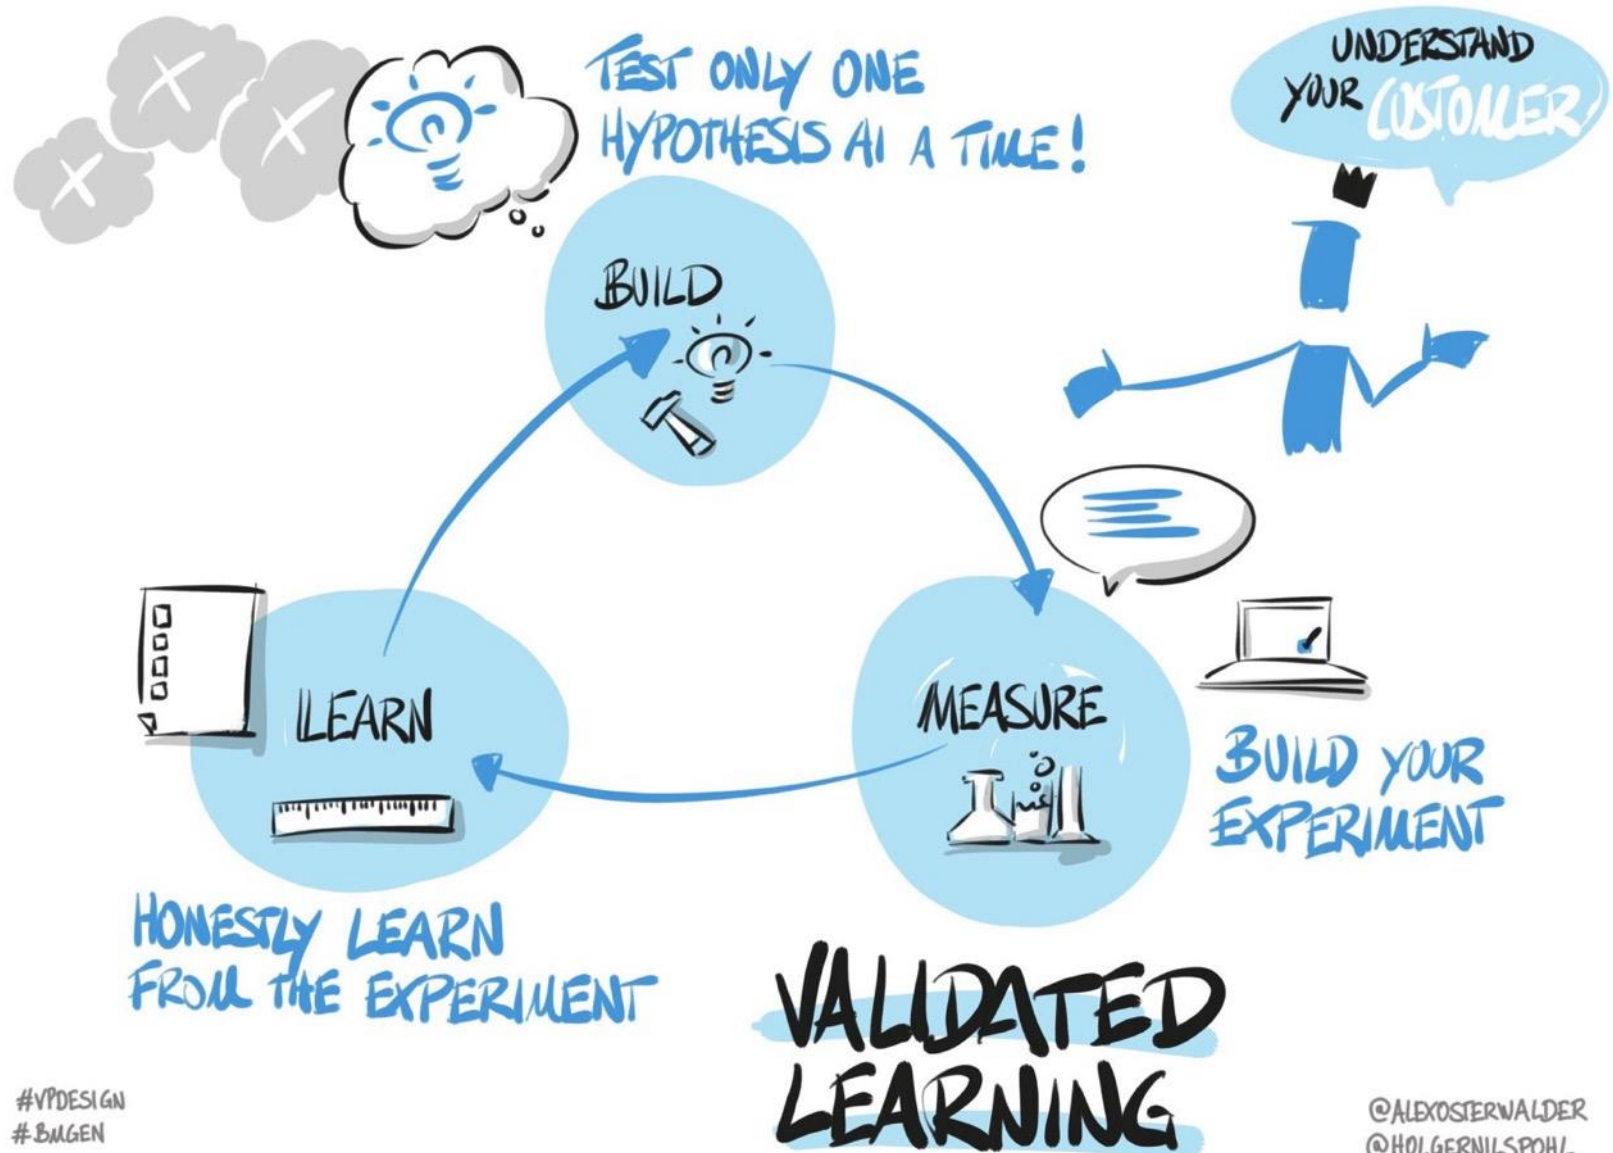 TEST ONLY ONE
HYPOTHESIS AT A TIME!
UNDERSTAND
YOUR CUSTOMER!
BUILD
MEASURE
BUILD YOUR
EXPERIMENT
LEARN
HONESTLY LEARN
FROM THE EXPERIMENT
VALIDATED
LEARNING
#VPDESIGN
#BMGEN
@ALEXOSTERWALDER
@HOLGERNILSPOHL